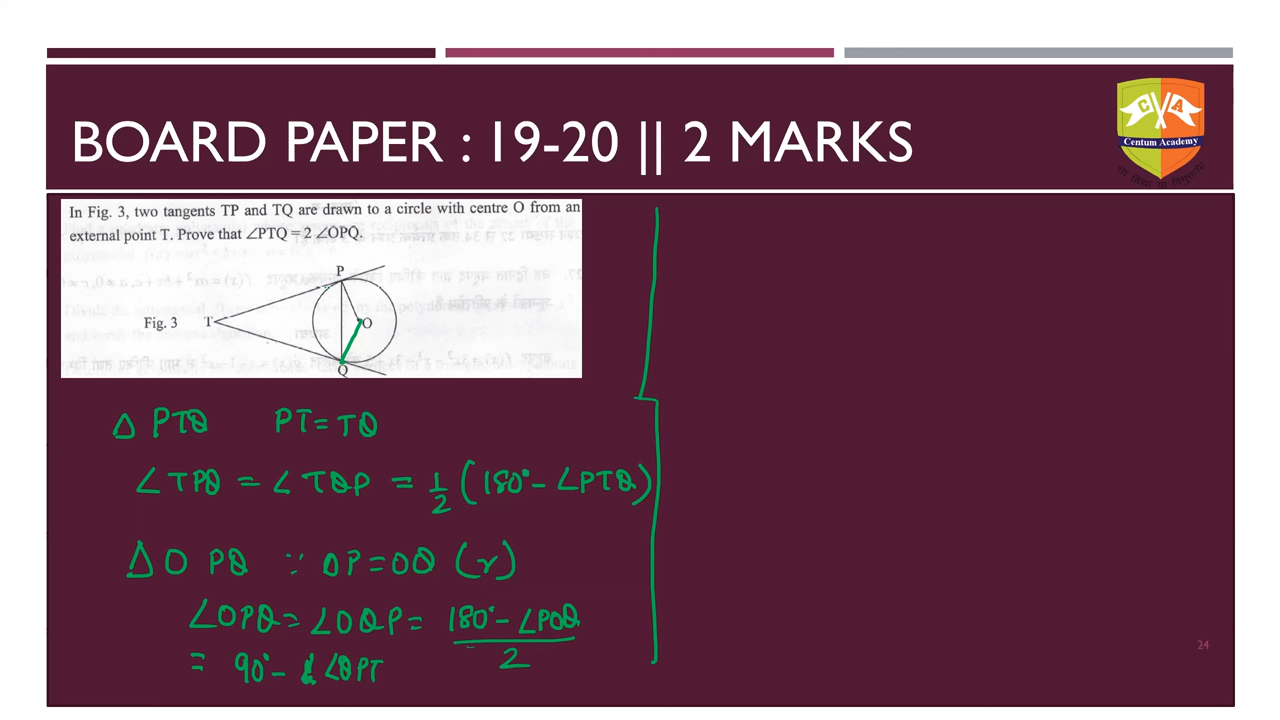 BOARD PAPER : 19-20 || 2 MARKS
C A
Centum Academy
In Fig. 3, two tangents TP and TQ are drawn to a circle with centre O from an
external point T. Prove that ∠PTQ = 2 ∠OPQ.
P
Fig. 3 T O
Q
Δ PTQ PT = TQ
∠TPQ = ∠TQP = 1/2 (180° - ∠PTQ)
Δ OPQ ∵ OP = OQ (r)
∠OPQ = ∠OQP = 180° - ∠POQ / 2
= 90° - ∠QPT
24